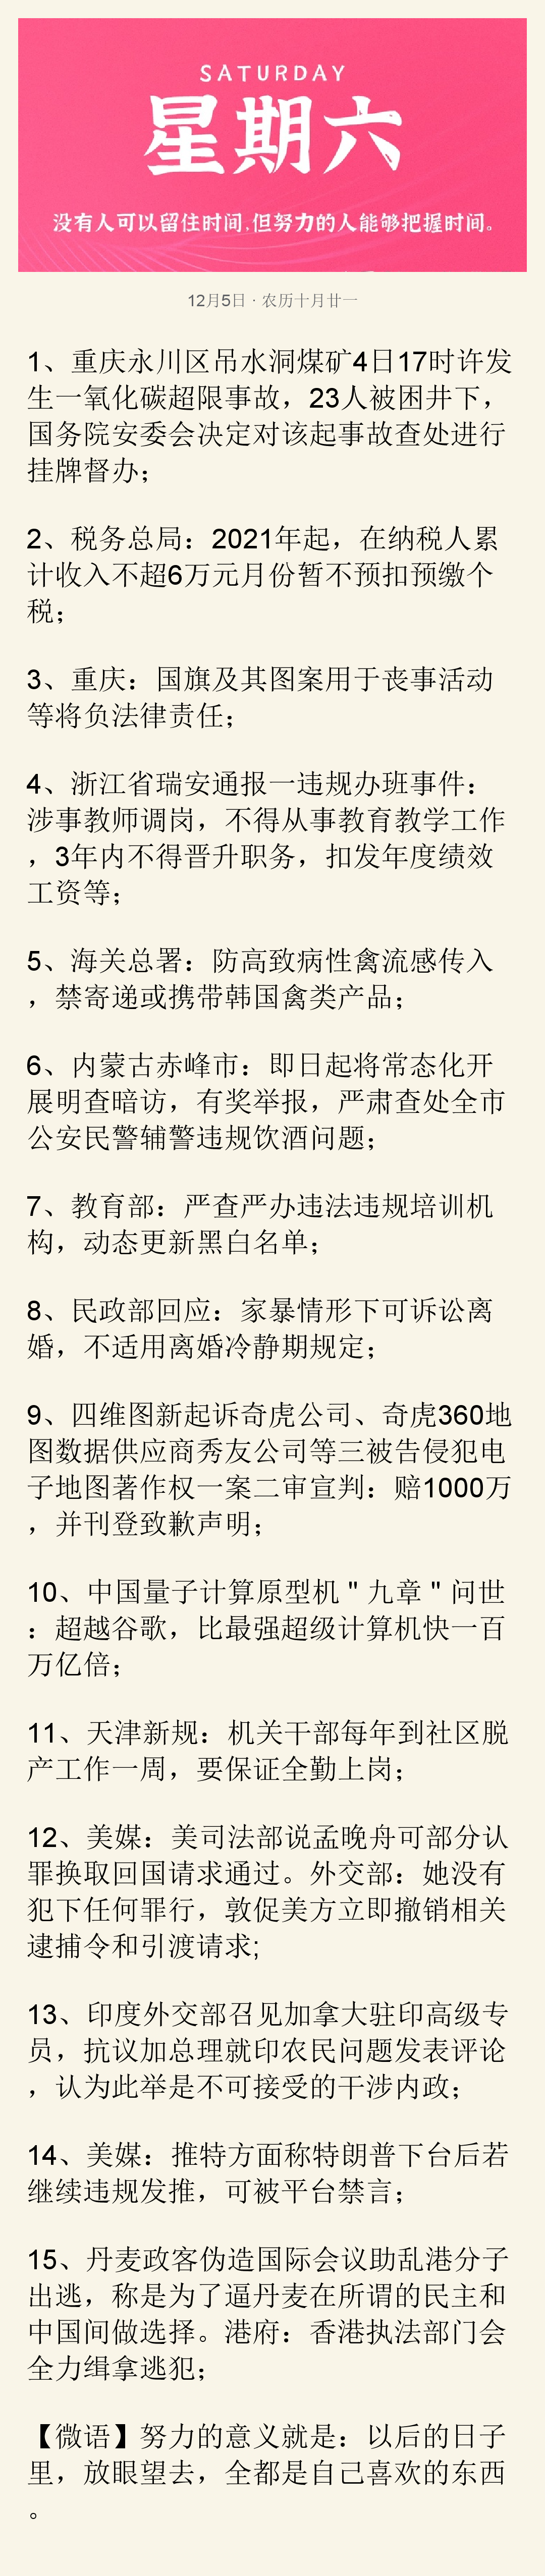 SATURDAY
星期六
没有人可以留住时间,但努力的人能够把握时间。
12月5日 · 农历十月廿一
1、重庆永川区吊水洞煤矿4日17时许发
生一氧化碳超限事故，23人被困井下，
国务院安委会决定对该起事故查处进行
挂牌督办；
2、税务总局：2021年起，在纳税人累
计收入不超6万元月份暂不预扣预缴个
税；
3、重庆：国旗及其图案用于丧事活动
等将负法律责任；
4、浙江省瑞安通报一违规办班事件：
涉事教师调岗，不得从事教育教学工作
，3年内不得晋升职务，扣发年度绩效
工资等；
5、海关总署：防高致病性禽流感传入
，禁寄递或携带韩国禽类产品；
6、内蒙古赤峰市：即日起将常态化开
展明查暗访，有奖举报，严肃查处全市
公安民警辅警违规饮酒问题；
7、教育部：严查严办违法违规培训机
构，动态更新黑白名单；
8、民政部回应：家暴情形下可诉讼离
婚，不适用离婚冷静期规定；
9、四维图新起诉奇虎公司、奇虎360地
图数据供应商秀友公司等三被告侵犯电
子地图著作权一案二审宣判：赔1000万
，并刊登致歉声明；
10、中国量子计算原型机＂九章＂问世
：超越谷歌，比最强超级计算机快一百
万亿倍；
11、天津新规：机关干部每年到社区脱
产工作一周，要保证全勤上岗；
12、美媒：美司法部说孟晚舟可部分认
罪换取回国请求通过。外交部：她没有
犯下任何罪行，敦促美方立即撤销相关
逮捕令和引渡请求;
13、印度外交部召见加拿大驻印高级专
员，抗议加总理就印农民问题发表评论
，认为此举是不可接受的干涉内政；
14、美媒：推特方面称特朗普下台后若
继续违规发推，可被平台禁言；
15、丹麦政客伪造国际会议助乱港分子
出逃，称是为了逼丹麦在所谓的民主和
中国间做选择。港府：香港执法部门会
全力缉拿逃犯；
【微语】努力的意义就是：以后的日子
里，放眼望去，全都是自己喜欢的东西
。